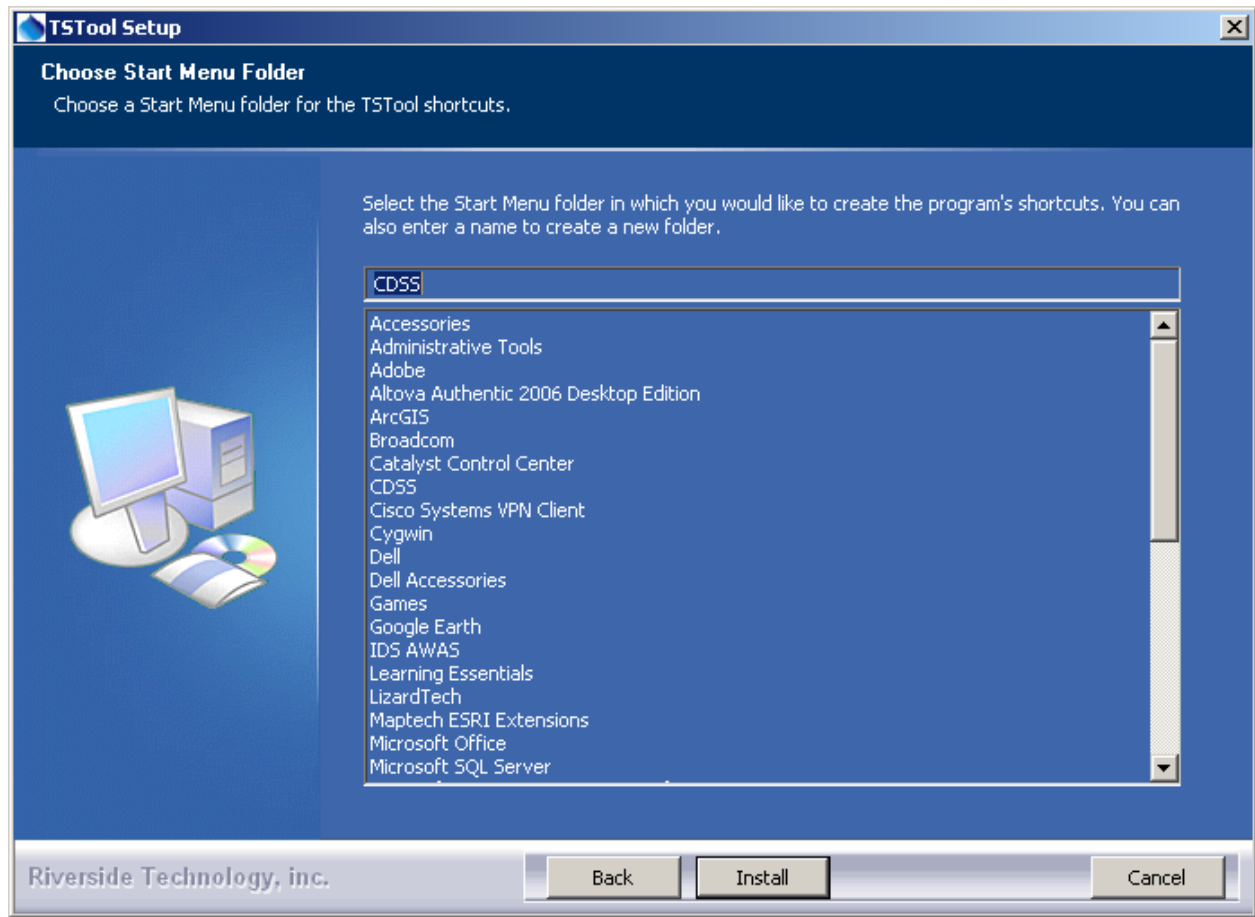 TSTool Setup
Choose Start Menu Folder
Choose a Start Menu folder for the TSTool shortcuts.
Select the Start Menu folder in which you would like to create the program's shortcuts. You can
also enter a name to create a new folder.
CDSS
Accessories
Administrative Tools
Adobe
Altova Authentic 2006 Desktop Edition
ArcGIS
Broadcom
Catalyst Control Center
CDSS
Cisco Systems VPN Client
Cygwin
Dell
Dell Accessories
Games
Google Earth
IDS AWAS
Learning Essentials
LizardTech
Maptech ESRI Extensions
Microsoft Office
Microsoft SQL Server
Riverside Technology, inc.
Back
Install
Cancel